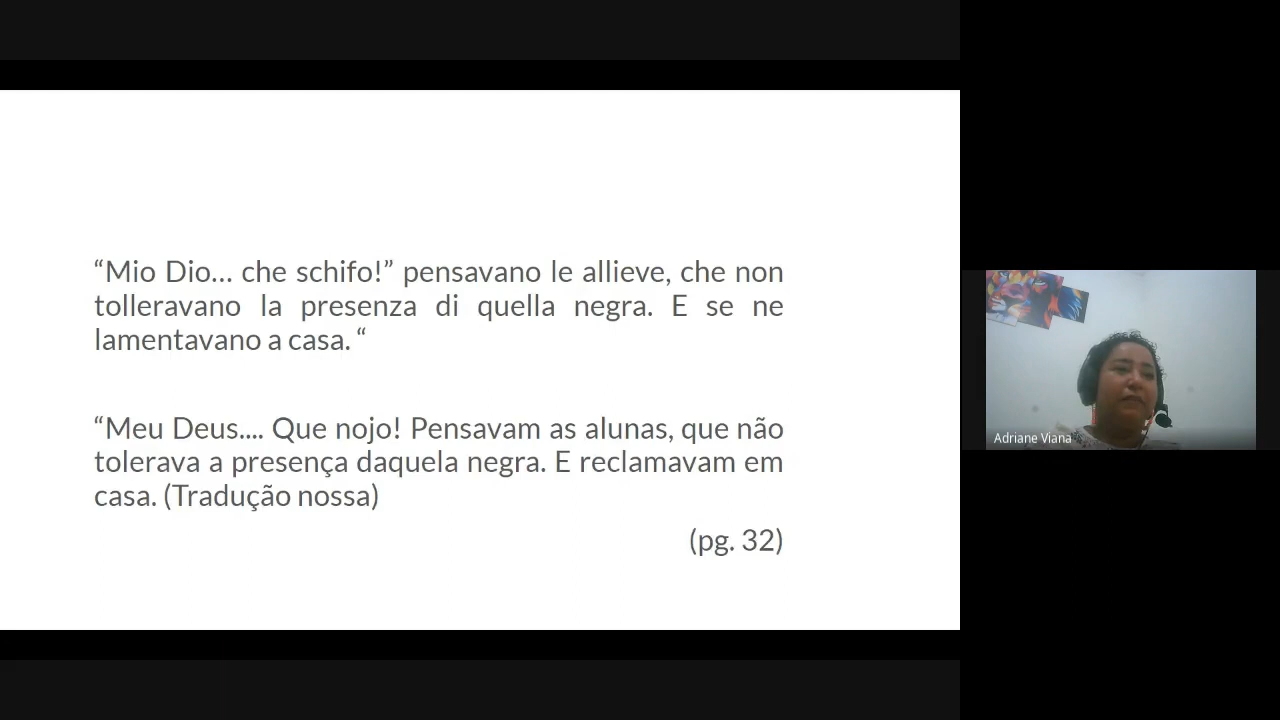 “Mio Dio... che schifo!” pensavano le allieve, che non
tolleravano la presenza di quella negra. E se ne
lamentavano a casa. “
“Meu Deus.... Que nojo! Pensavam as alunas, que não
tolerava a presença daquela negra. E reclamavam em
casa. (Tradução nossa)
(pg. 32)
Adriane Viana